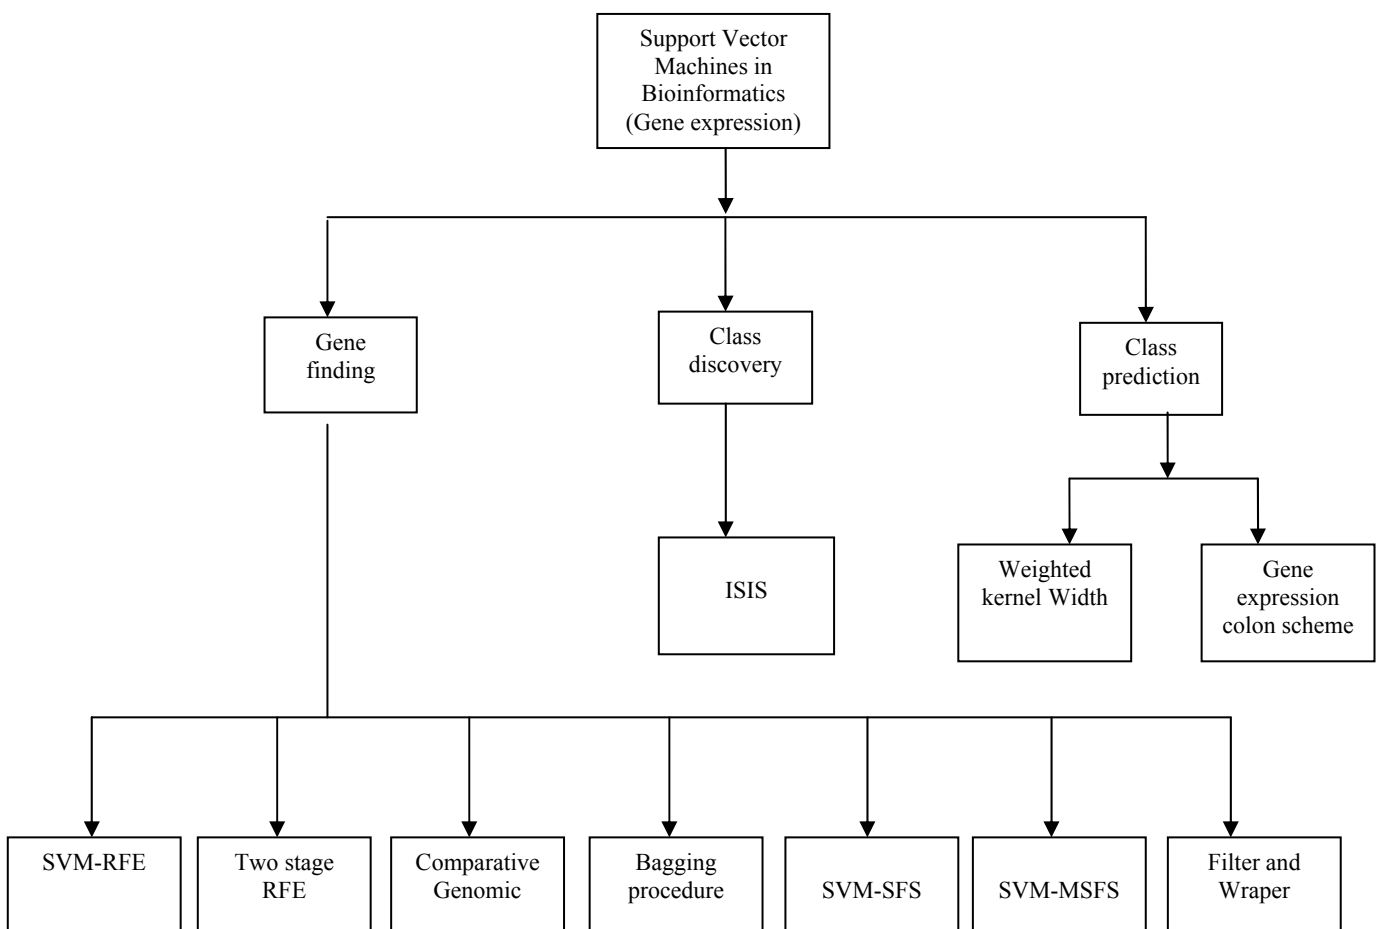 Support Vector
Machines in
Bioinformatics
(Gene expression)
Gene
finding
Class
discovery
Class
prediction
ISIS
Weighted
kernel Width
Gene
expression
colon scheme
SVM-RFE
Two stage
RFE
Comparative
Genomic
Bagging
procedure
SVM-SFS
SVM-MSFS
Filter and
Wraper